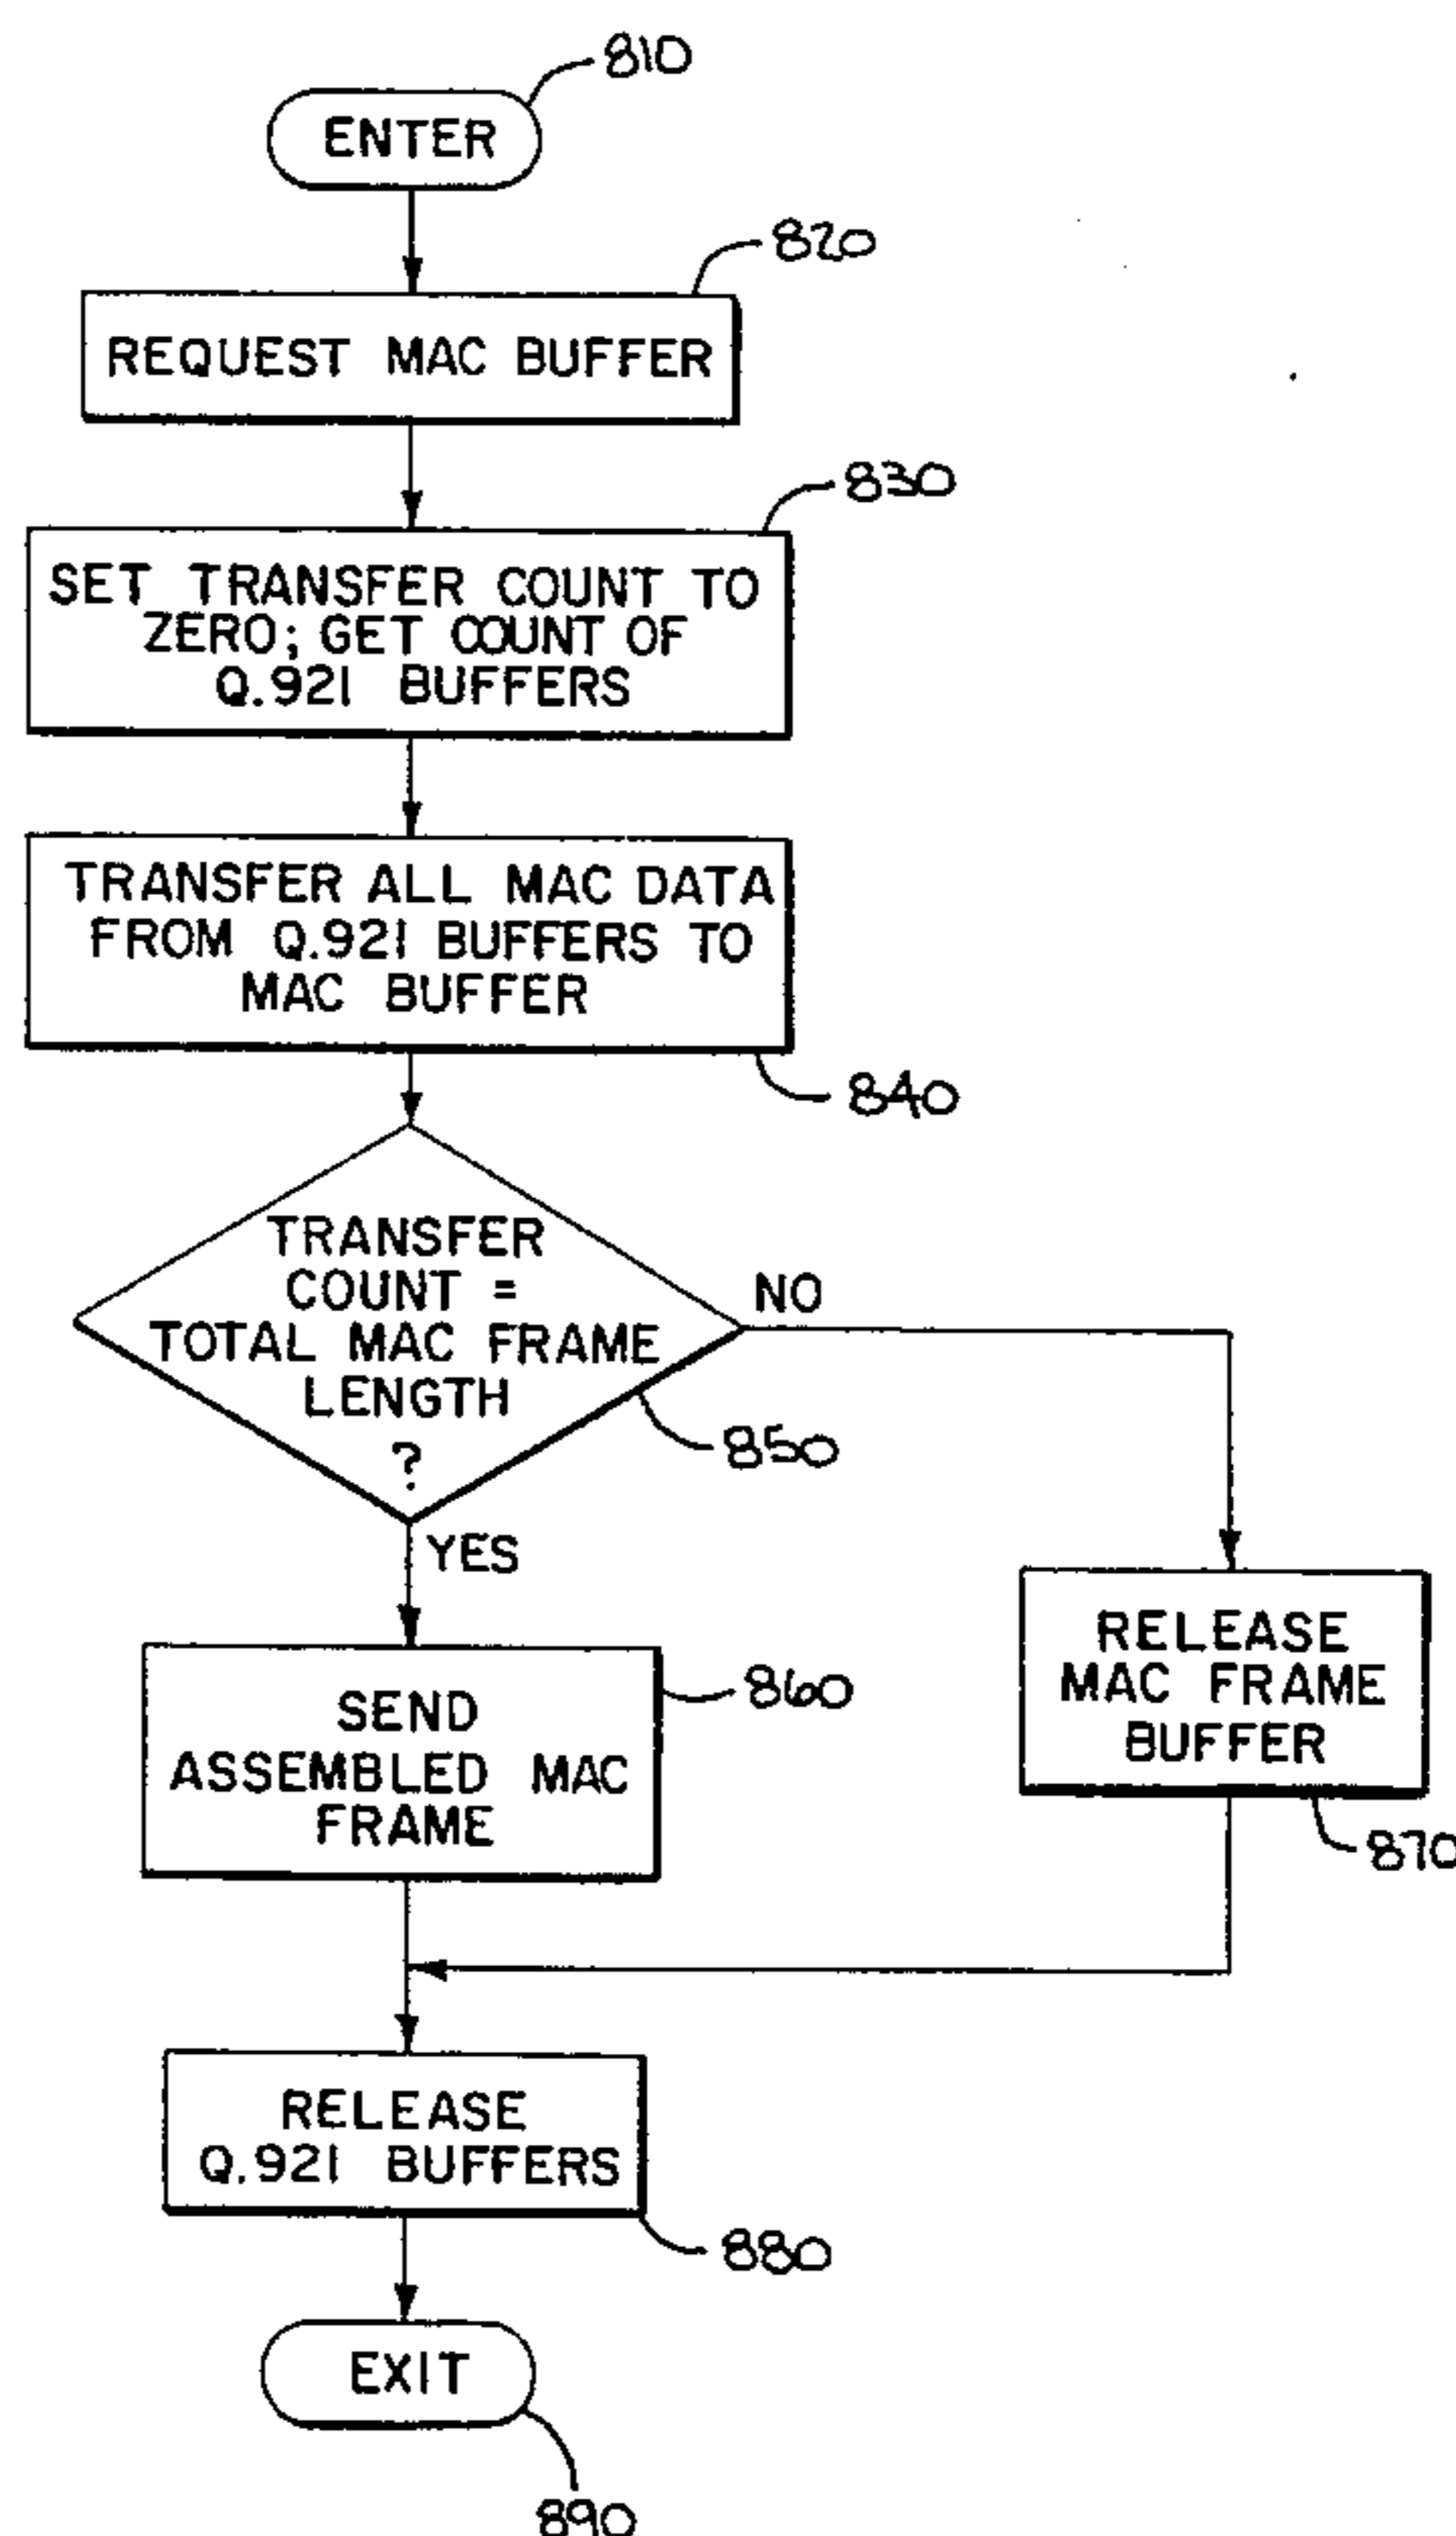 810
ENTER
820
REQUEST MAC BUFFER
830
SET TRANSFER COUNT TO
ZERO; GET COUNT OF
Q.921 BUFFERS
TRANSFER ALL MAC DATA
FROM Q.921 BUFFERS TO
MAC BUFFER
840
TRANSFER
COUNT =
TOTAL MAC FRAME
LENGTH
?
NO
850
YES
SEND
ASSEMBLED MAC
FRAME
860
RELEASE
MAC FRAME
BUFFER
870
RELEASE
Q.921 BUFFERS
880
EXIT
890